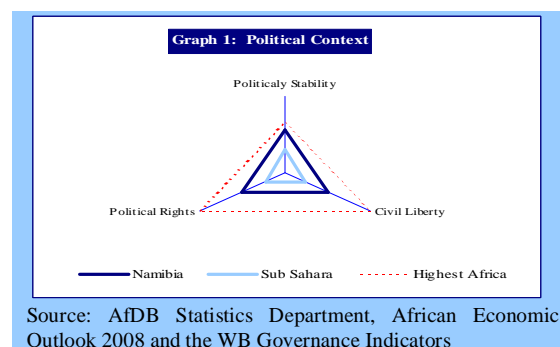 Graph 1: Political Context
Politicaly Stability
Political Rights
Civil Liberty
Namibia Sub Sahara Highest Africa
Source: AfDB Statistics Department, African Economic
Outlook 2008 and the WB Governance Indicators